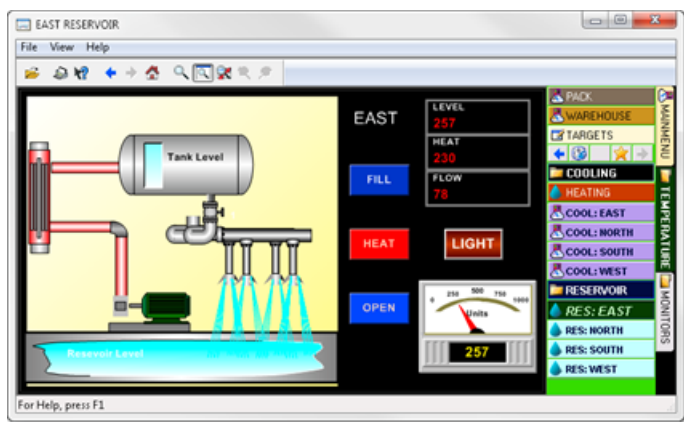 EAST RESERVOIR
File View Help
EAST
LEVEL
257
HEAT
230
FLOW
78
Tank Level
FILL
HEAT
LIGHT
OPEN
0 250 500 750 1000
Units
257
Resevoir Level
PACK
WAREHOUSE
TARGETS
COOLING
HEATING
COOL: EAST
COOL: NORTH
COOL: SOUTH
COOL: WEST
RESERVOIR
RES: EAST
RES: NORTH
RES: SOUTH
RES: WEST
MAINMENU
TEMPERATURE
MONITORS
For Help, press F1